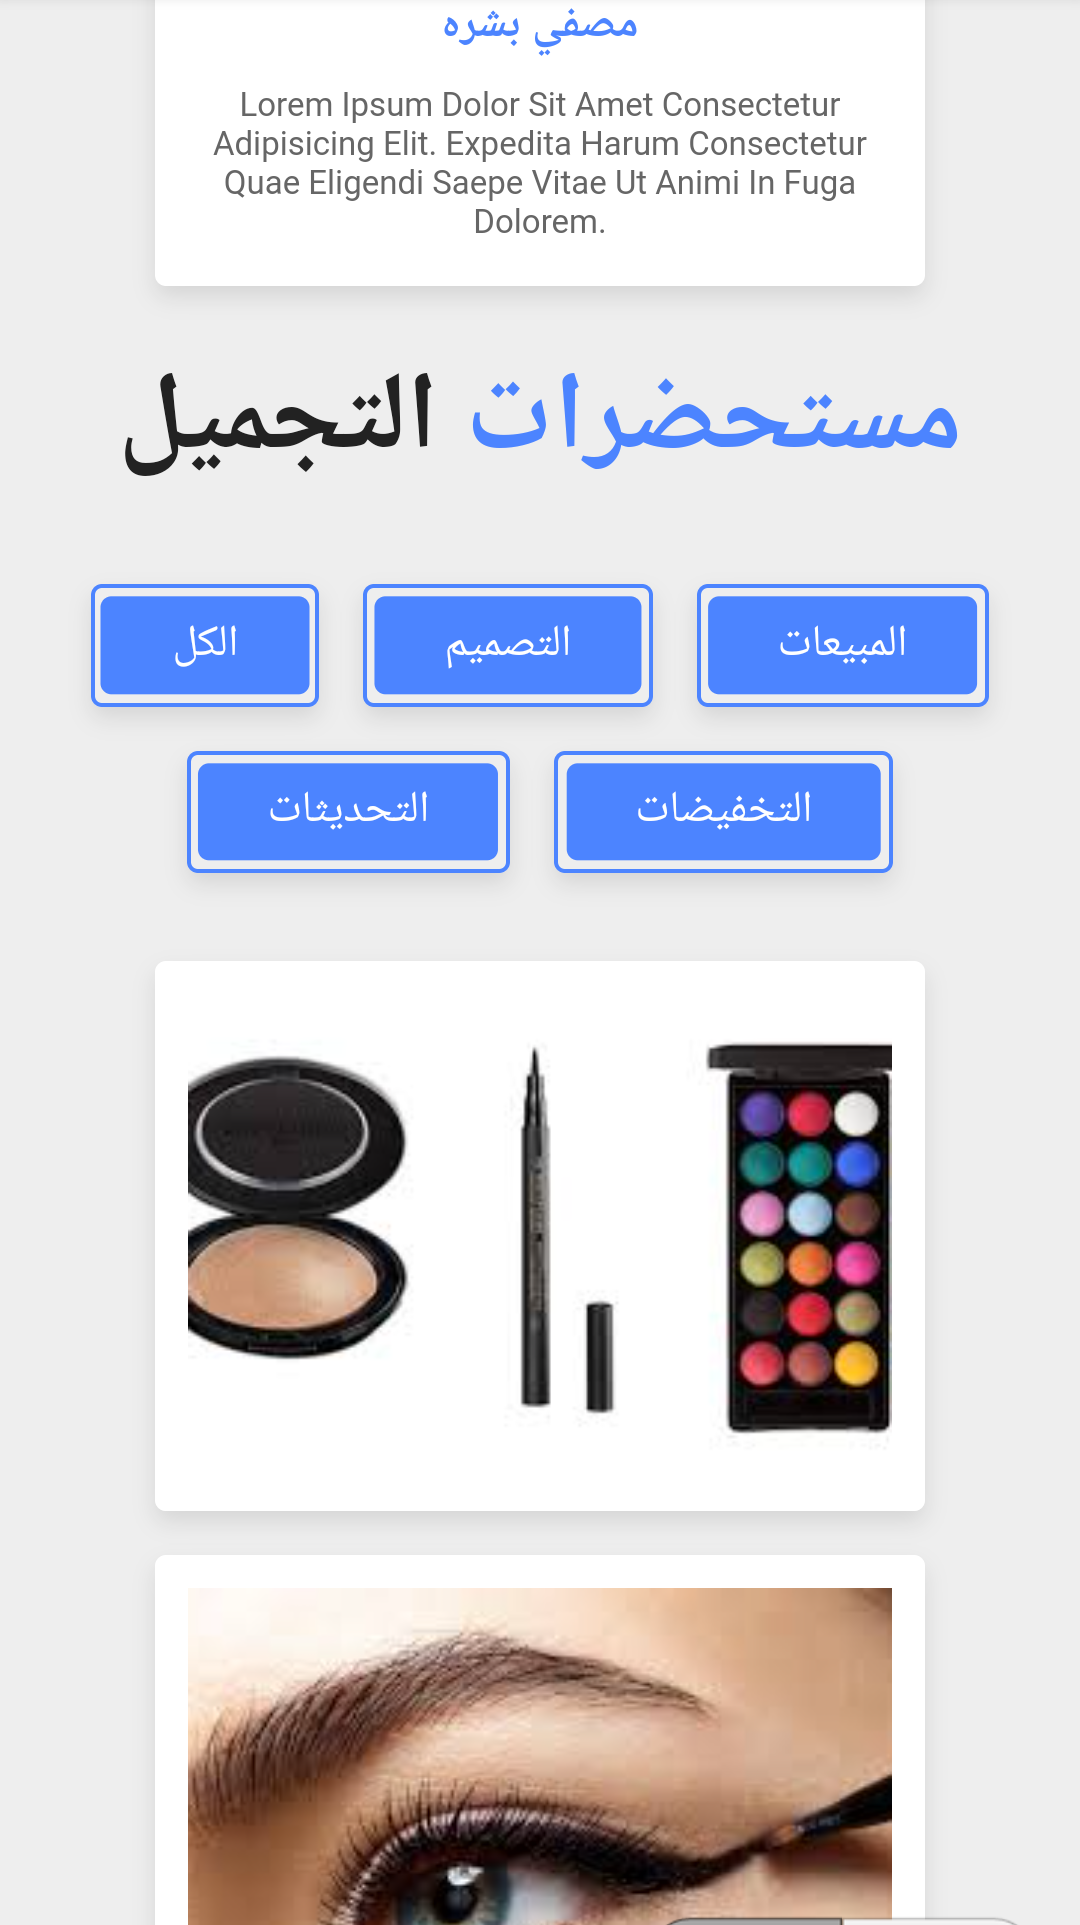 مصفي بشره
Lorem Ipsum Dolor Sit Amet Consectetur
Adipisicing Elit. Expedita Harum Consectetur
Quae Eligendi Saepe Vitae Ut Animi In Fuga
Dolorem.
مستحضرات التجميل
المبيعات
التصميم
الكل
التخفيضات
التحديثات